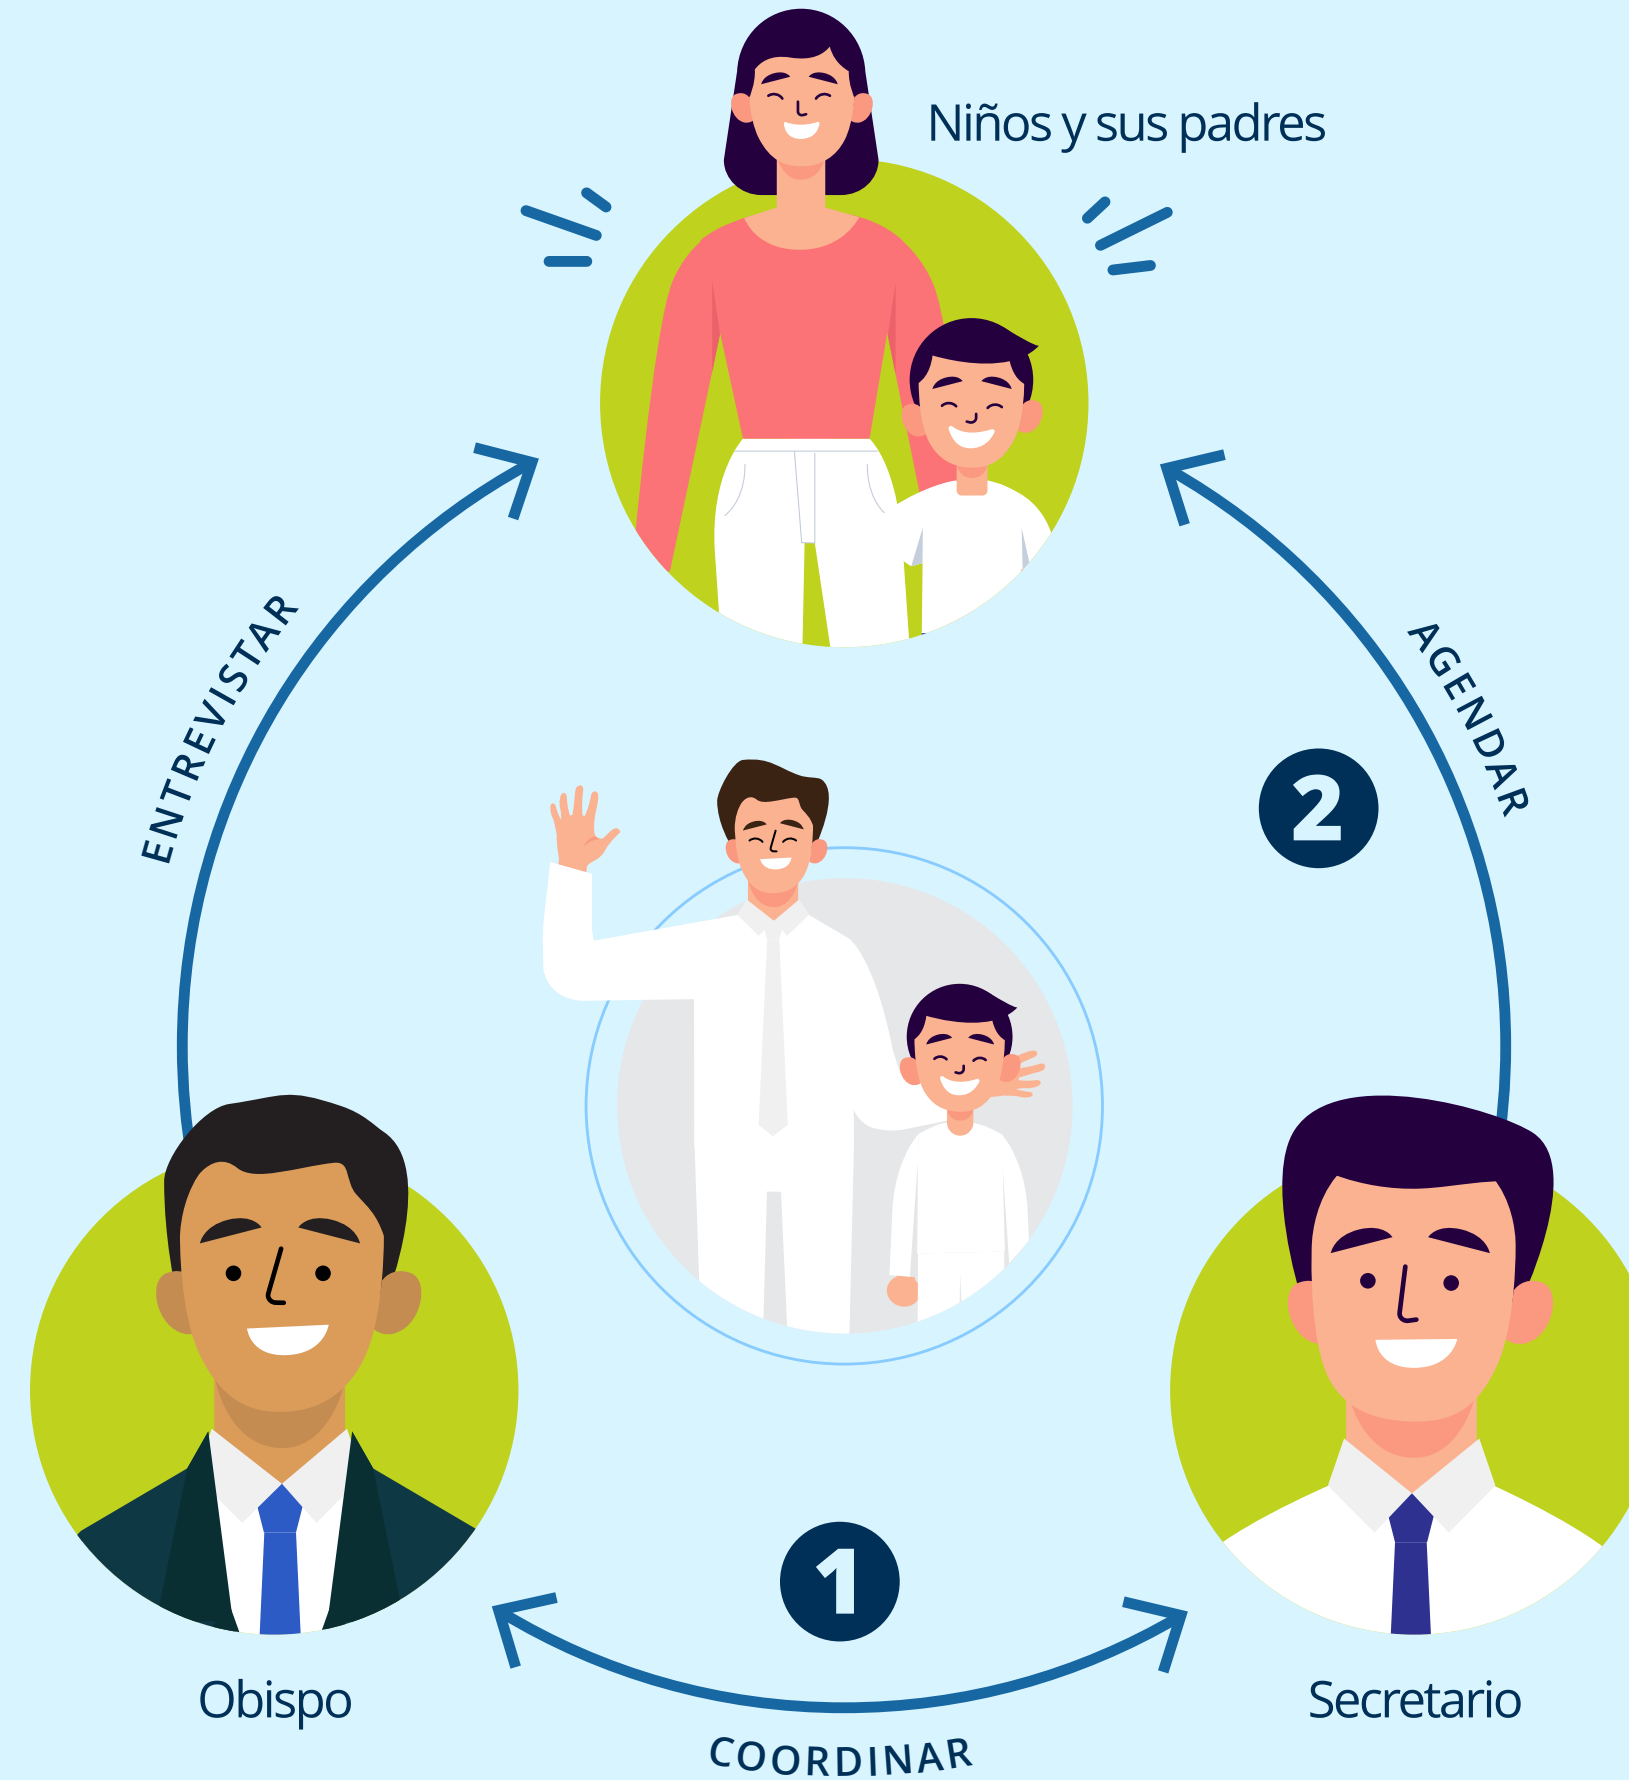 Niños y sus padres
ENTREVISTAR
AGENDAR
2
1
Obispo
Secretario
COORDINAR